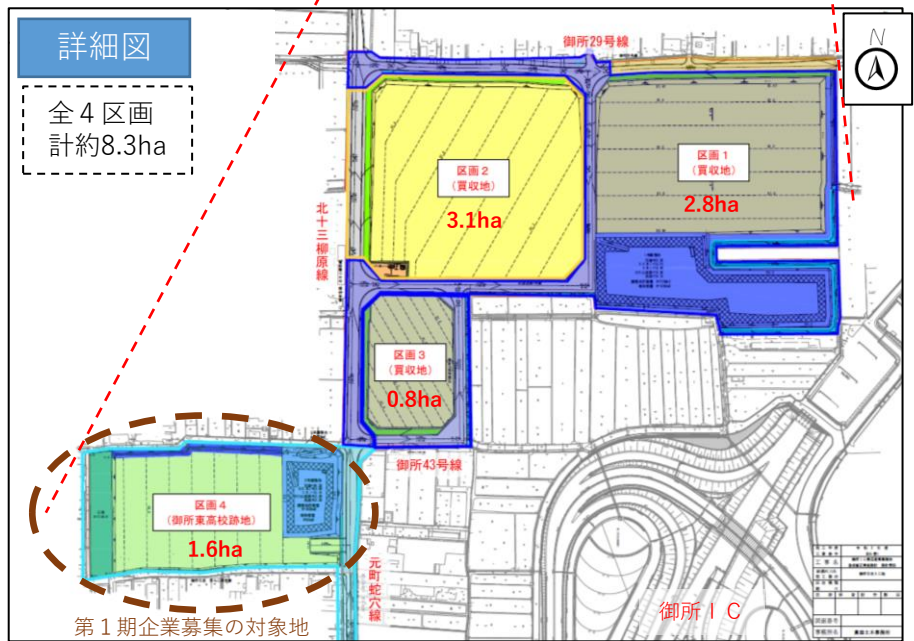 詳細図
全４区画
計約8.3ha
御所29号線
N
区画１
(買収地)
2.8ha
区画２
(買収地)
3.1ha
北十三柳原線
区画３
(買収地)
0.8ha
御所43号線
区画４
(御所東高校跡地)
1.6ha
元町蛇穴線
御所ＩＣ
第１期企業募集の対象地